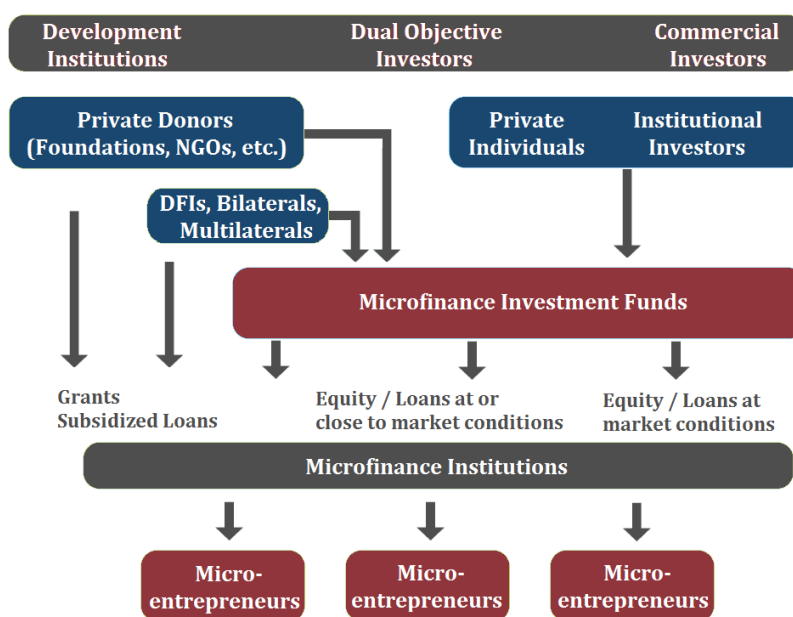 Development
Institutions
Dual Objective
Investors
Commercial
Investors
Private Donors
(Foundations, NGOs, etc.)
Private
Individuals
Institutional
Investors
DFIs, Bilaterals,
Multilaterals
Microfinance Investment Funds
Grants
Subsidized Loans
Equity / Loans at or
close to market conditions
Equity / Loans at
market conditions
Microfinance Institutions
Micro-
entrepreneurs
Micro-
entrepreneurs
Micro-
entrepreneurs